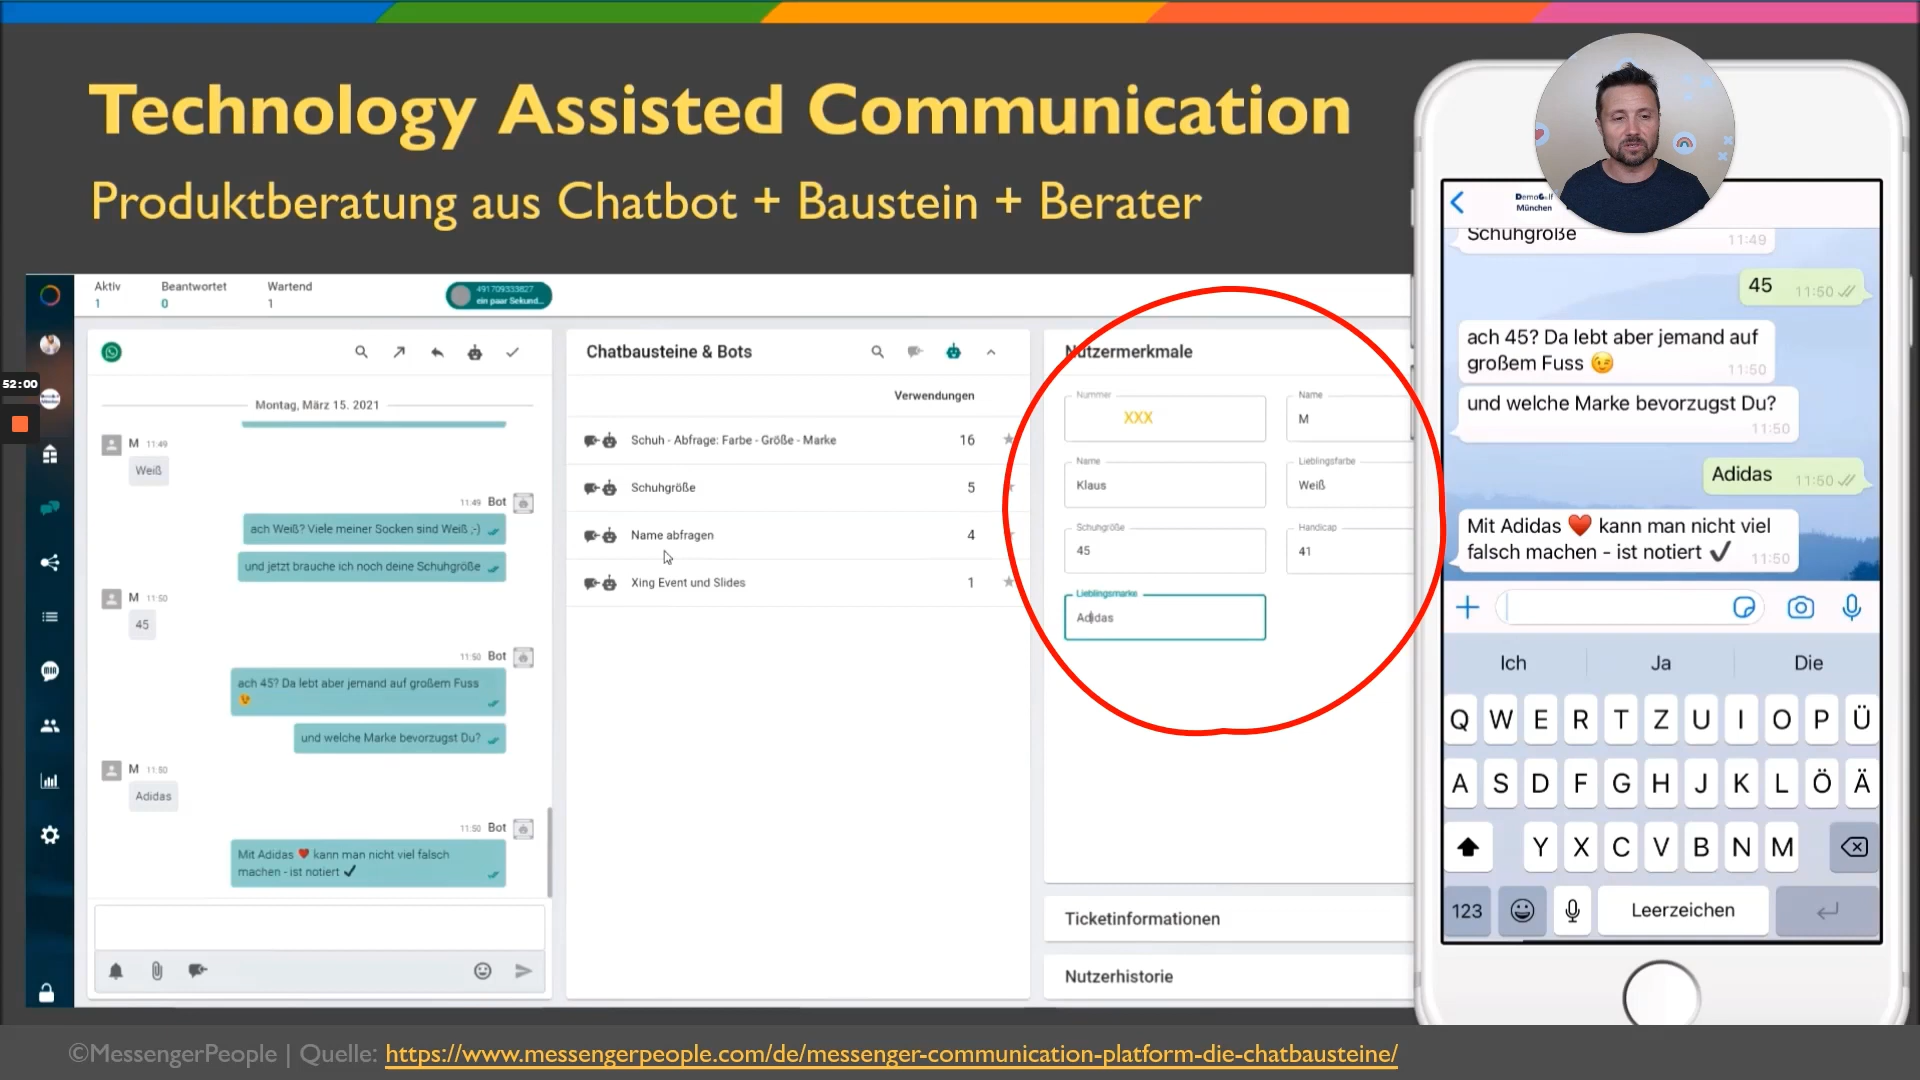 Technology Assisted Communication
Produktberatung aus Chatbot + Baustein + Berater
52:00
Aktiv
1
Beantwortet
0
Wartend
1
491709333827
ein paar Sekund...
Montag, März 15. 2021
M 11:49
Weiß
11:49 Bot
ach Weiß? Viele meiner Socken sind Weiß ;-)
und jetzt brauche ich noch deine Schuhgröße
M 11:50
45
11:50 Bot
ach 45? Da lebt aber jemand auf großem Fuss
😉
und welche Marke bevorzugst Du?
M 11:50
Adidas
11:50 Bot
Mit Adidas ❤️ kann man nicht viel falsch
machen - ist notiert ✔
Chatbausteine & Bots
Verwendungen
Schuh - Abfrage: Farbe - Größe - Marke 16
Schuhgröße 5
Name abfragen 4
Xing Event und Slides 1
Nutzermerkmale
Nummer
XXX
Name
M
Name
Klaus
Lieblingsfarbe
Weiß
Schuhgröße
45
Handicap
41
Lieblingsmarke
Adidas
Ticketinformationen
Nutzerhistorie
DemoGolf
München
Schuhgröße
11:49
45 11:50
ach 45? Da lebt aber jemand auf
großem Fuss 😉
11:50
und welche Marke bevorzugst Du?
11:50
Adidas 11:50
Mit Adidas ❤️ kann man nicht viel
falsch machen - ist notiert ✔
11:50
Ich Ja Die
Q W E R T Z U I O P Ü
A S D F G H J K L Ö Ä
Y X C V B N M
123 Leerzeichen
©MessengerPeople | Quelle: https://www.messengerpeople.com/de/messenger-communication-platform-die-chatbausteine/